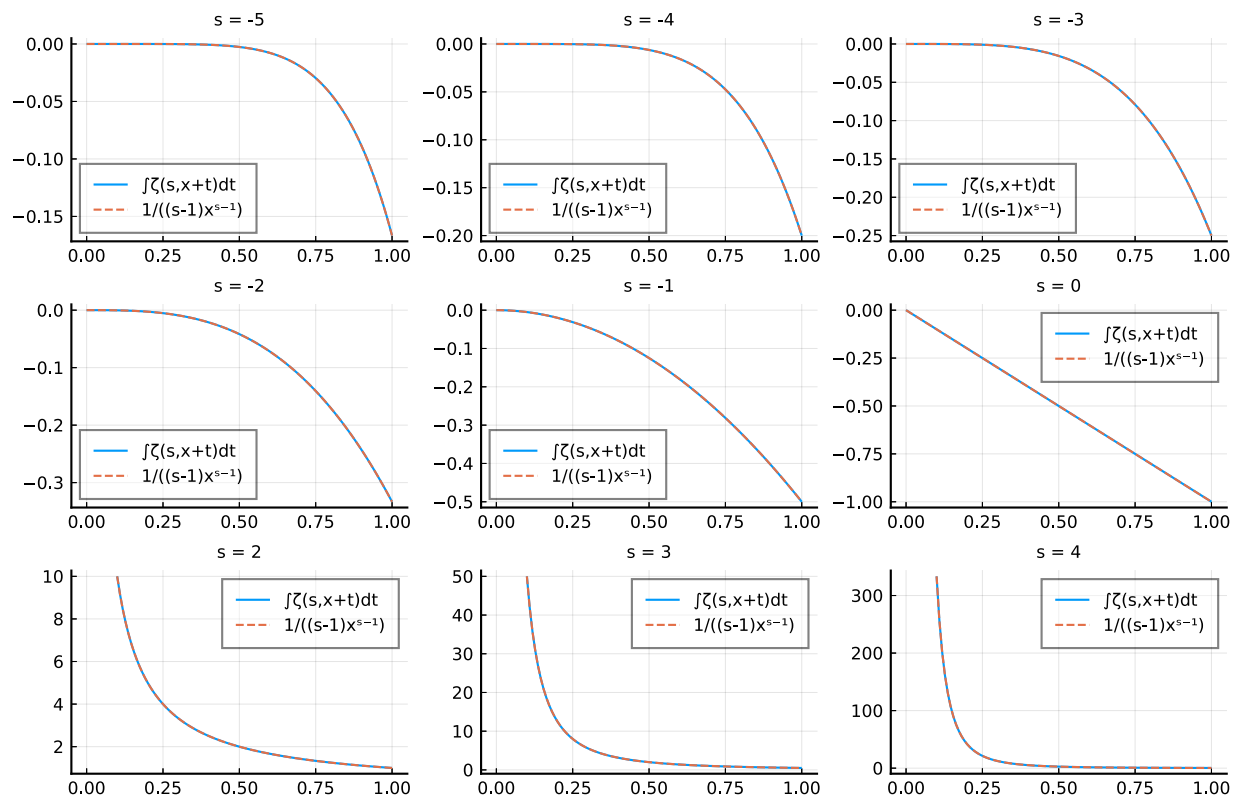 s = -5
0.00
−0.05
−0.10
−0.15
∫ζ(s,x+t)dt
1/((s-1)xˢ⁻¹)
0.00 0.25 0.50 0.75 1.00
s = -4
0.00
−0.05
−0.10
−0.15
−0.20
∫ζ(s,x+t)dt
1/((s-1)xˢ⁻¹)
0.00 0.25 0.50 0.75 1.00
s = -3
0.00
−0.05
−0.10
−0.15
−0.20
−0.25
∫ζ(s,x+t)dt
1/((s-1)xˢ⁻¹)
0.00 0.25 0.50 0.75 1.00
s = -2
0.0
−0.1
−0.2
−0.3
∫ζ(s,x+t)dt
1/((s-1)xˢ⁻¹)
0.00 0.25 0.50 0.75 1.00
s = -1
0.0
−0.1
−0.2
−0.3
−0.4
−0.5
∫ζ(s,x+t)dt
1/((s-1)xˢ⁻¹)
0.00 0.25 0.50 0.75 1.00
s = 0
0.00
−0.25
−0.50
−0.75
−1.00
∫ζ(s,x+t)dt
1/((s-1)xˢ⁻¹)
0.00 0.25 0.50 0.75 1.00
s = 2
10
8
6
4
2
∫ζ(s,x+t)dt
1/((s-1)xˢ⁻¹)
0.00 0.25 0.50 0.75 1.00
s = 3
50
40
30
20
10
0
∫ζ(s,x+t)dt
1/((s-1)xˢ⁻¹)
0.00 0.25 0.50 0.75 1.00
s = 4
300
200
100
0
∫ζ(s,x+t)dt
1/((s-1)xˢ⁻¹)
0.00 0.25 0.50 0.75 1.00